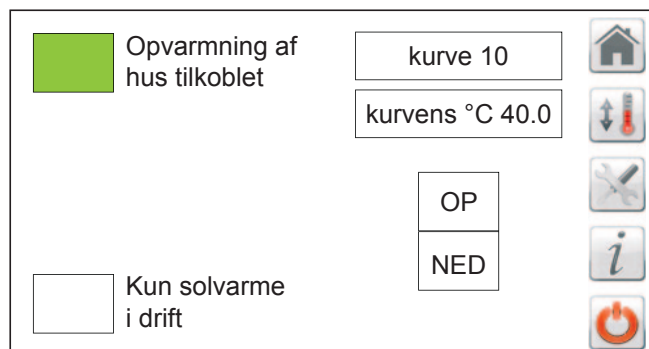 Opvarmning af
hus tilkoblet
kurve 10
kurvens °C 40.0
OP
NED
Kun solvarme
i drift
i